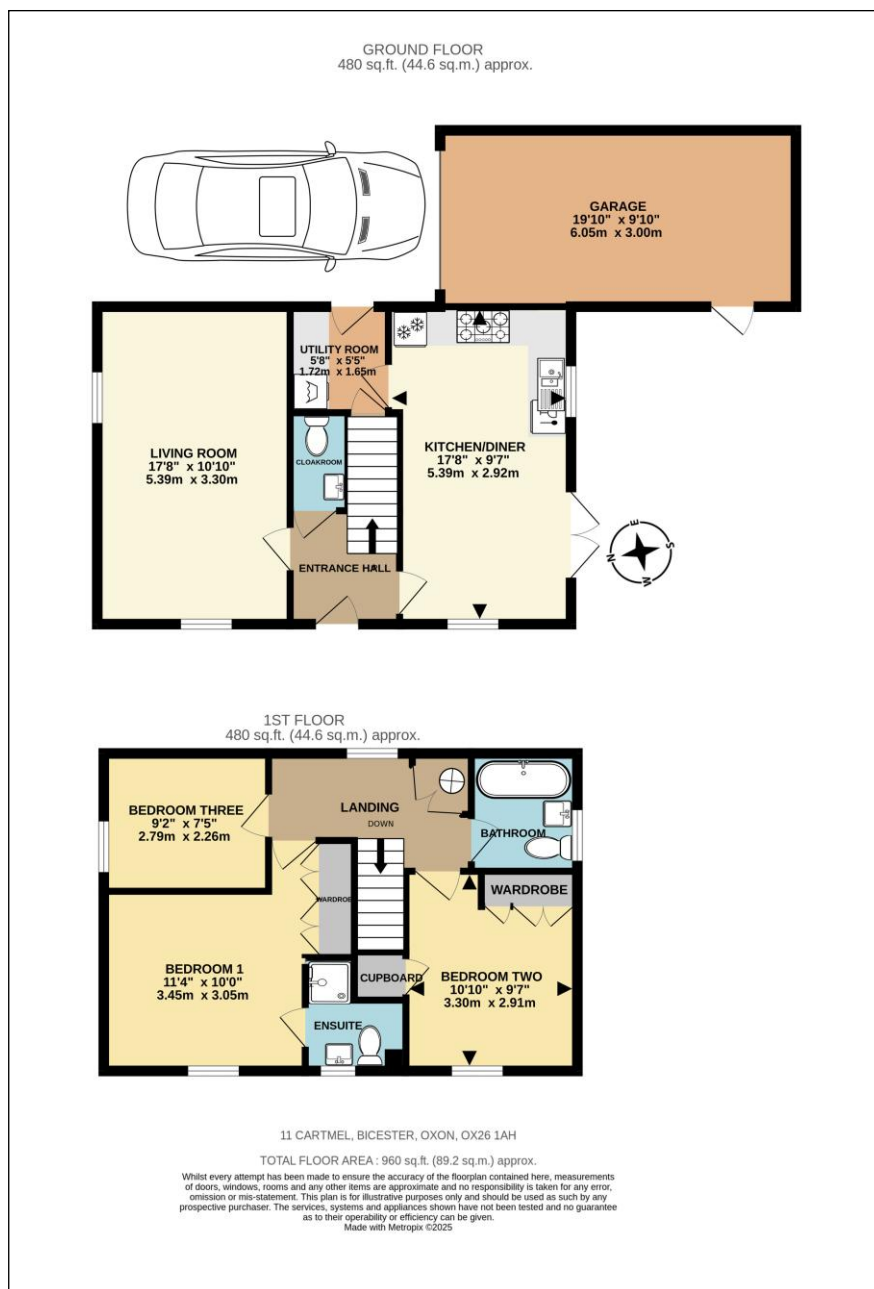 GROUND FLOOR
480 sq.ft. (44.6 sq.m.) approx.
GARAGE
19'10" x 9'10"
6.05m x 3.00m
UTILITY ROOM
5'8" x 5'5"
1.72m x 1.65m
LIVING ROOM
17'8" x 10'10"
5.39m x 3.30m
CLOAKROOM
KITCHEN/DINER
17'8" x 9'7"
5.39m x 2.92m
ENTRANCE HALL
N
E
S
W
1ST FLOOR
480 sq.ft. (44.6 sq.m.) approx.
BEDROOM THREE
9'2" x 7'5"
2.79m x 2.26m
LANDING
DOWN
BATHROOM
WARDROBE
WARDROBE
BEDROOM 1
11'4" x 10'0"
3.45m x 3.05m
CUPBOARD
BEDROOM TWO
10'10" x 9'7"
3.30m x 2.91m
ENSUITE
11 CARTMEL, BICESTER, OXON, OX26 1AH
TOTAL FLOOR AREA : 960 sq.ft. (89.2 sq.m.) approx.
Whilst every attempt has been made to ensure the accuracy of the floorplan contained here, measurements
of doors, windows, rooms and any other items are approximate and no responsibility is taken for any error,
omission or mis-statement. This plan is for illustrative purposes only and should be used as such by any
prospective purchaser. The services, systems and appliances shown have not been tested and no guarantee
as to their operability or efficiency can be given.
Made with Metropix ©2025